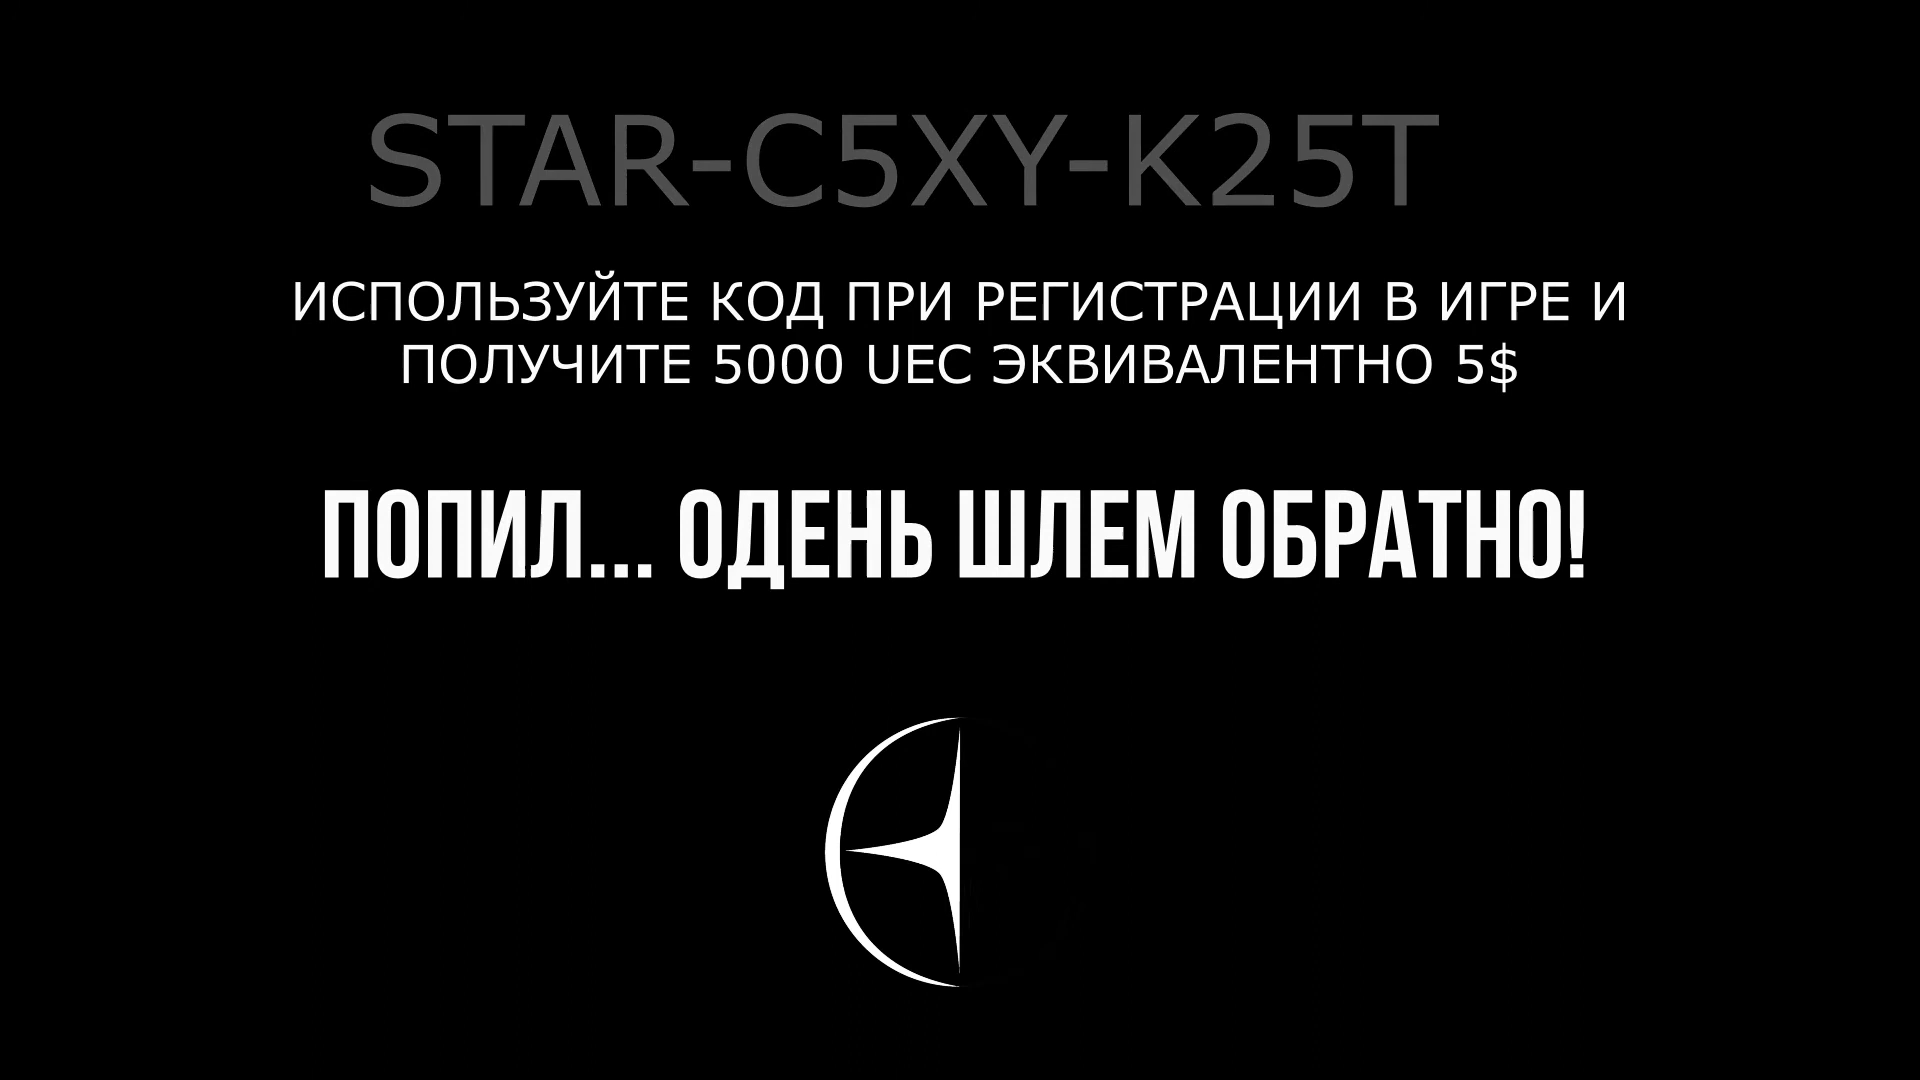 STAR-C5XY-K25T
ИСПОЛЬЗУЙТЕ КОД ПРИ РЕГИСТРАЦИИ В ИГРЕ И
ПОЛУЧИТЕ 5000 UEC ЭКВИВАЛЕНТНО 5$
ПОПИЛ... ОДЕНЬ ШЛЕМ ОБРАТНО!